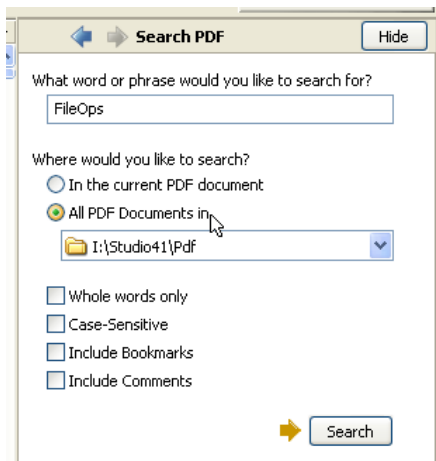 Search PDF
Hide
What word or phrase would you like to search for?
FileOps
Where would you like to search?
In the current PDF document
All PDF Documents in
I:\Studio41\Pdf
Whole words only
Case-Sensitive
Include Bookmarks
Include Comments
Search